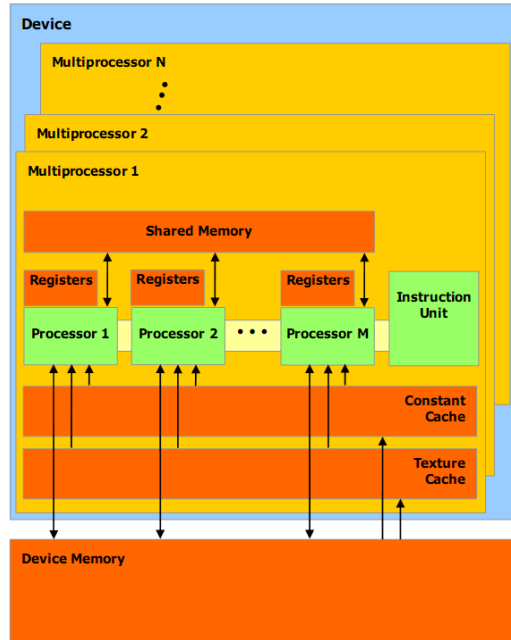 Device
Multiprocessor N
Multiprocessor 2
Multiprocessor 1
Shared Memory
Registers Registers Registers
Instruction
Unit
Processor 1 Processor 2 Processor M
Constant
Cache
Texture
Cache
Device Memory